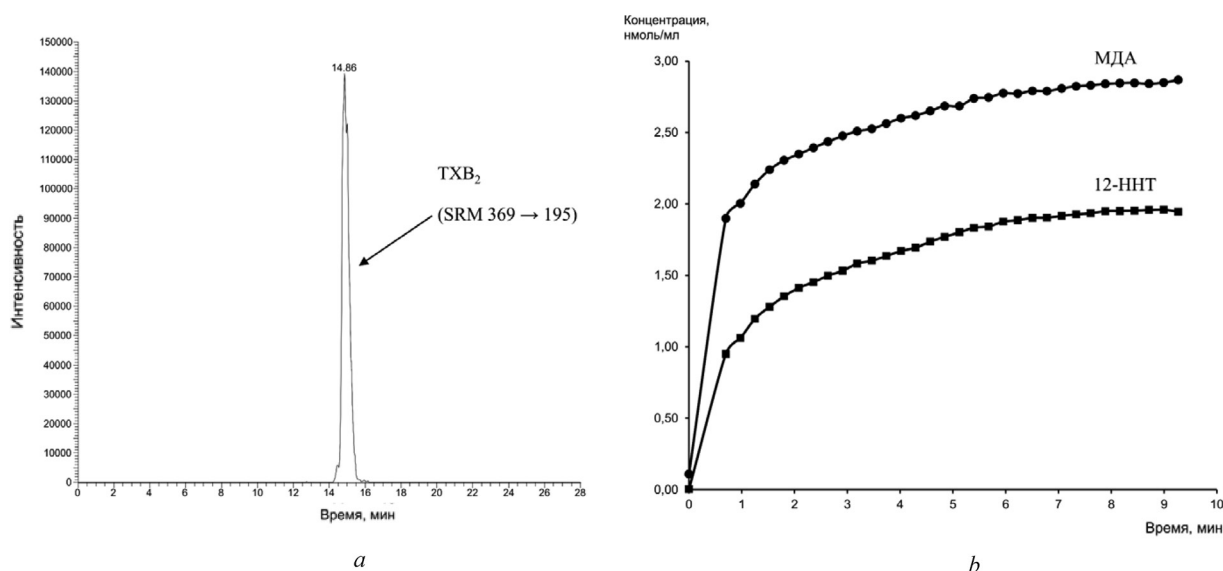 150000
140000
130000
120000
110000
100000
90000
80000
70000
60000
50000
40000
30000
20000
10000
0
Интенсивность
14.86
TXB₂
(SRM 369 → 195)
0 2 4 6 8 10 12 14 16 18 20 22 24 26 28
Время, мин
a
Концентрация,
нмоль/мл
3,00
2,50
2,00
1,50
1,00
0,50
0,00
МДА
12-ННТ
0 1 2 3 4 5 6 7 8 9 10
Время, мин
b